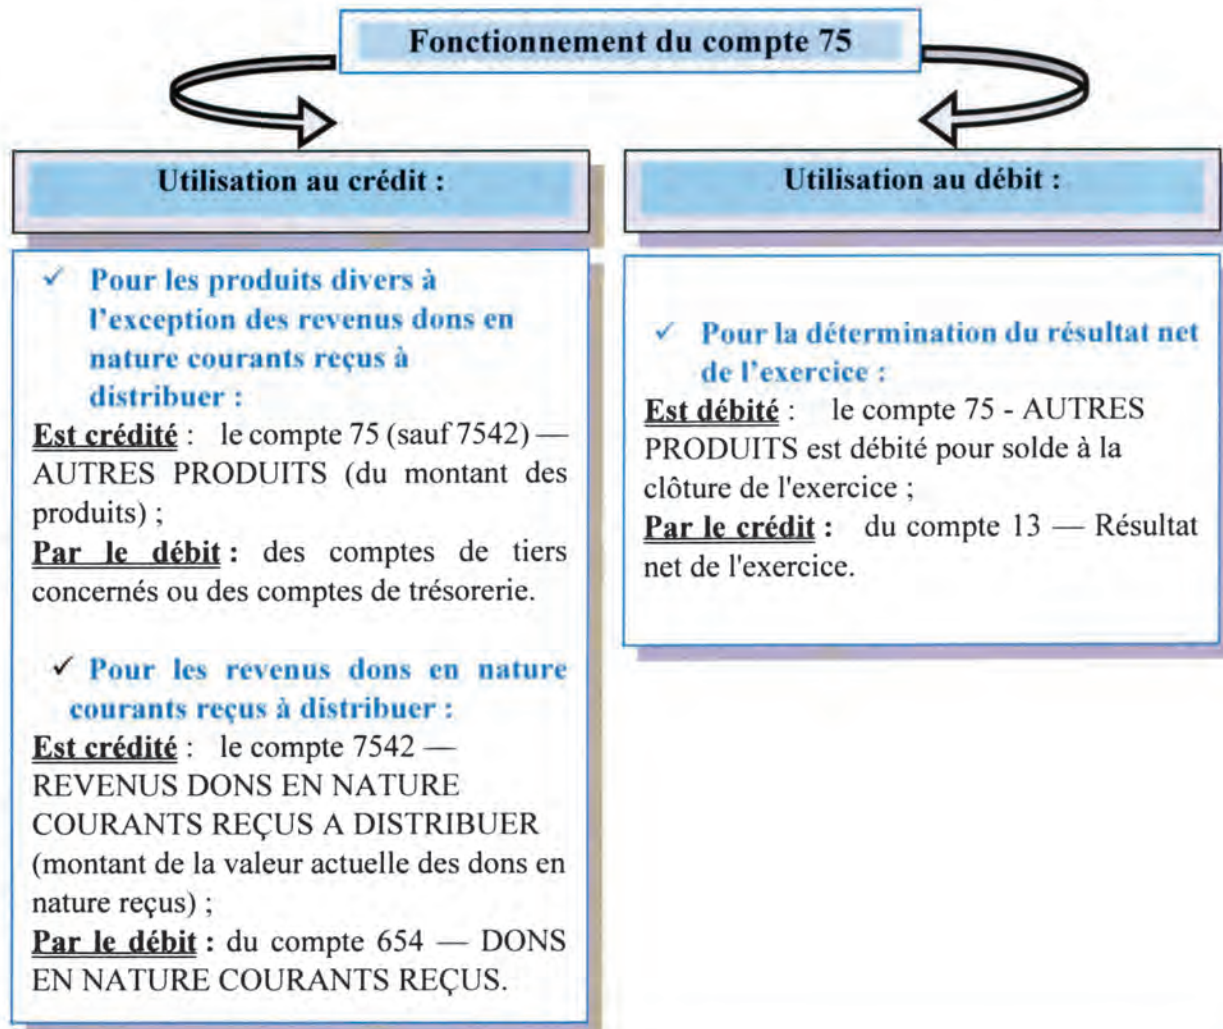 Fonctionnement du compte 75
Utilisation au crédit :
✓ Pour les produits divers à
l'exception des revenus dons en
nature courants reçus à
distribuer :
Est crédité : le compte 75 (sauf 7542) —
AUTRES PRODUITS (du montant des
produits) ;
Par le débit : des comptes de tiers
concernés ou des comptes de trésorerie.
✓ Pour les revenus dons en nature
courants reçus à distribuer :
Est crédité : le compte 7542 —
REVENUS DONS EN NATURE
COURANTS REÇUS A DISTRIBUER
(montant de la valeur actuelle des dons en
nature reçus) ;
Par le débit : du compte 654 — DONS
EN NATURE COURANTS REÇUS.
Utilisation au débit :
✓ Pour la détermination du résultat net
de l'exercice :
Est débité : le compte 75 - AUTRES
PRODUITS est débité pour solde à la
clôture de l'exercice ;
Par le crédit : du compte 13 — Résultat
net de l'exercice.